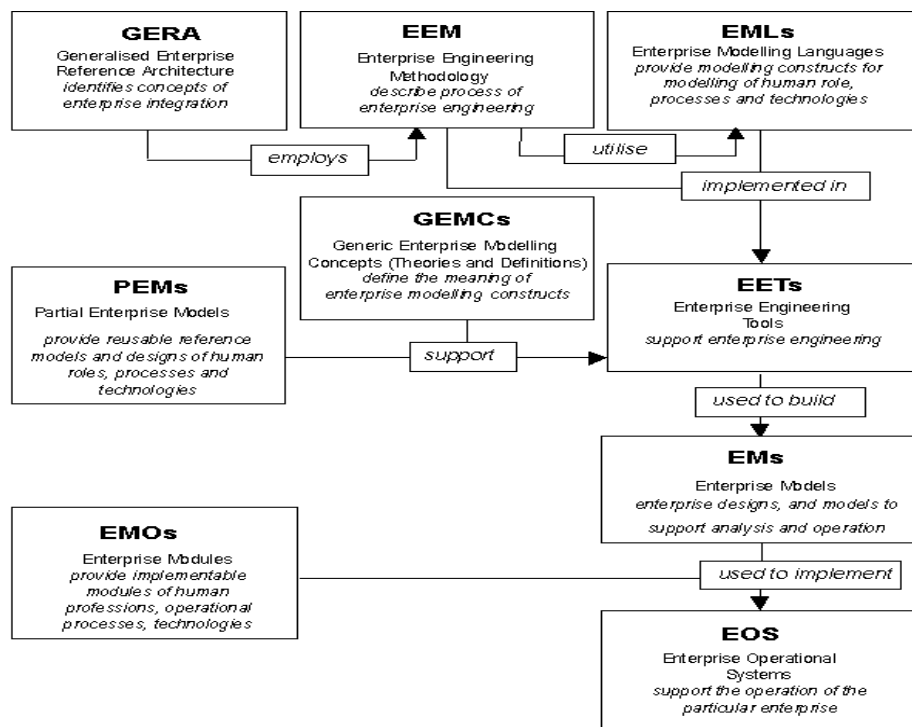 GERA
Generalised Enterprise
Reference Architecture
identifies concepts of
enterprise integration
EEM
Enterprise Engineering
Methodology
describe process of
enterprise engineering
EMLs
Enterprise Modelling Languages
provide modelling constructs for
modelling of human role,
processes and technologies
employs
utilise
implemented in
GEMCs
Generic Enterprise Modelling
Concepts (Theories and Definitions)
define the meaning of
enterprise modelling constructs
PEMs
Partial Enterprise Models
provide reusable reference
models and designs of human
roles, processes and
technologies
EETs
Enterprise Engineering
Tools
support enterprise engineering
support
used to build
EMs
Enterprise Models
enterprise designs, and models to
support analysis and operation
EMOs
Enterprise Modules
provide implementable
modules of human
professions, operational
processes, technologies
used to implement
EOS
Enterprise Operational
Systems
support the operation of the
particular enterprise